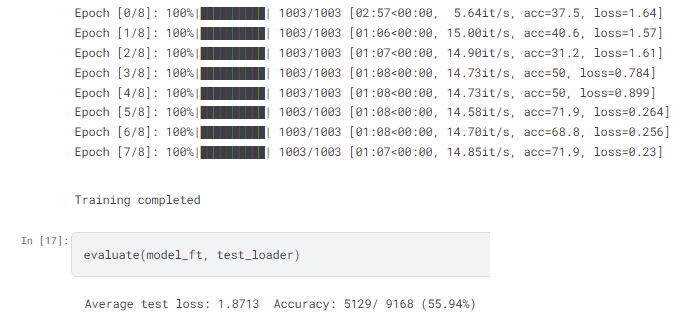 Epoch [0/8]: 100%|██████████| 1003/1003 [02:57<00:00,  5.64it/s, acc=37.5, loss=1.64]
Epoch [1/8]: 100%|██████████| 1003/1003 [01:06<00:00, 15.00it/s, acc=40.6, loss=1.57]
Epoch [2/8]: 100%|██████████| 1003/1003 [01:07<00:00, 14.90it/s, acc=31.2, loss=1.61]
Epoch [3/8]: 100%|██████████| 1003/1003 [01:08<00:00, 14.73it/s, acc=50, loss=0.784]
Epoch [4/8]: 100%|██████████| 1003/1003 [01:08<00:00, 14.73it/s, acc=50, loss=0.899]
Epoch [5/8]: 100%|██████████| 1003/1003 [01:08<00:00, 14.58it/s, acc=71.9, loss=0.264]
Epoch [6/8]: 100%|██████████| 1003/1003 [01:08<00:00, 14.70it/s, acc=68.8, loss=0.256]
Epoch [7/8]: 100%|██████████| 1003/1003 [01:07<00:00, 14.85it/s, acc=71.9, loss=0.23]
Training completed
In [17]:
evaluate(model_ft, test_loader)
Average test loss: 1.8713  Accuracy: 5129/ 9168 (55.94%)